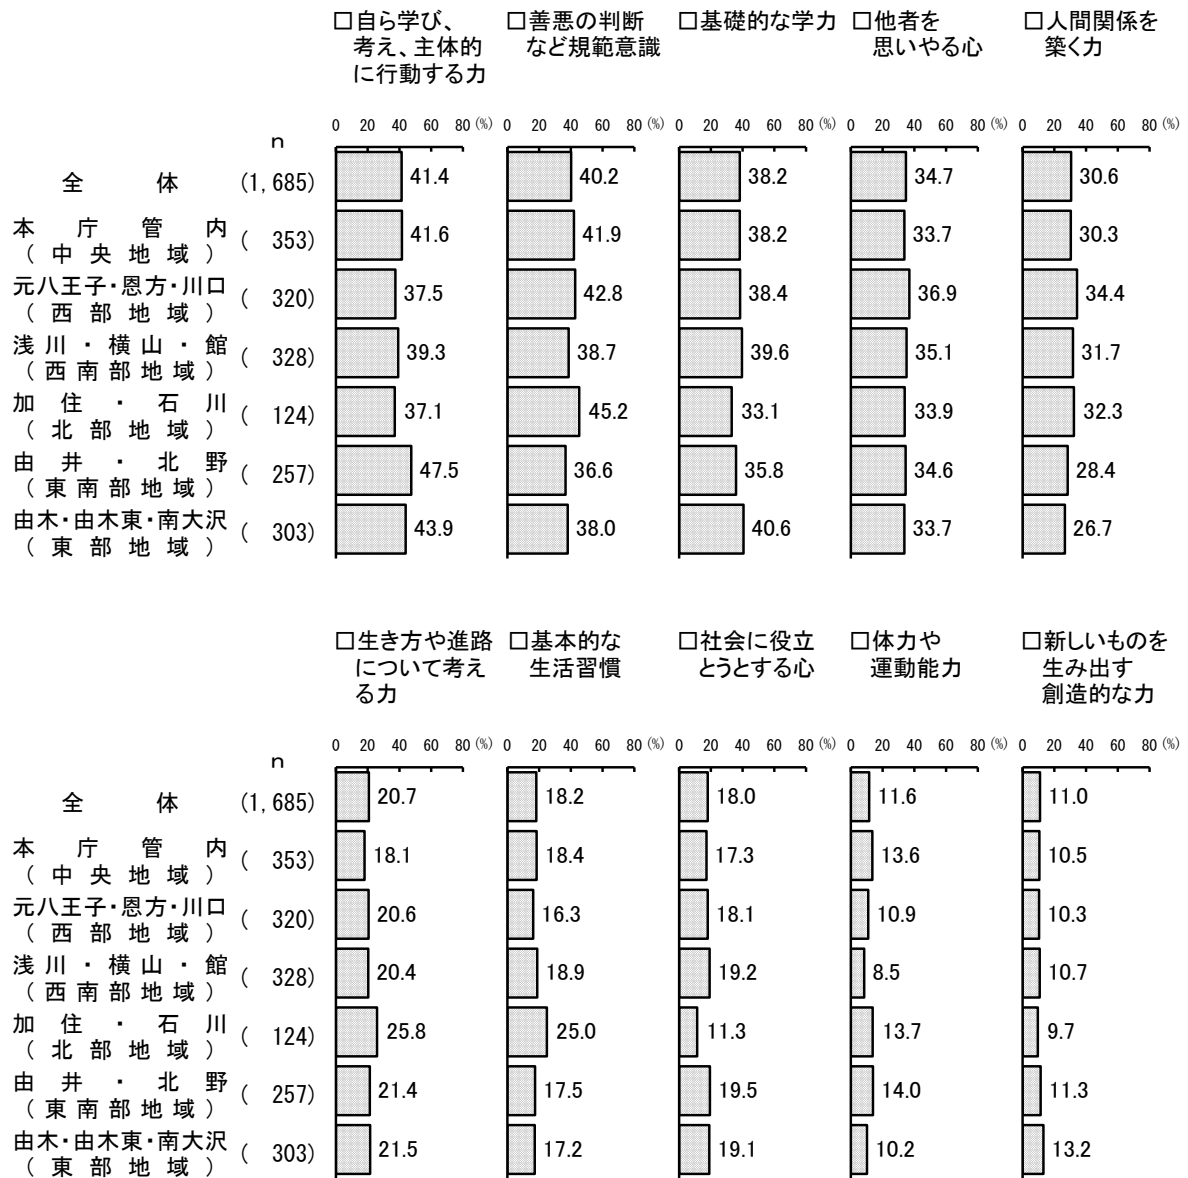 □自ら学び、 □善悪の判断 □基礎的な学力 □他者を □人間関係を
考え、主体的 など規範意識 思いやる心 築く力
に行動する力
0 20 40 60 80 (%) 0 20 40 60 80 (%) 0 20 40 60 80 (%) 0 20 40 60 80 (%) 0 20 40 60 80 (%)
n
全体 (1,685) 41.4 40.2 38.2 34.7 30.6
本庁管内
(中央地域) (353) 41.6 41.9 38.2 33.7 30.3
元八王子・恩方・川口
(西部地域) (320) 37.5 42.8 38.4 36.9 34.4
浅川・横山・館
(西南部地域) (328) 39.3 38.7 39.6 35.1 31.7
加住・石川
(北部地域) (124) 37.1 45.2 33.1 33.9 32.3
由井・北野
(東南部地域) (257) 47.5 36.6 35.8 34.6 28.4
由木・由木東・南大沢
(東部地域) (303) 43.9 38.0 40.6 33.7 26.7
□生き方や進路 □基本的な □社会に役立 □体力や □新しいものを
について考え 生活習慣 とうとする心 運動能力 生み出す
る力 創造的な力
0 20 40 60 80 (%) 0 20 40 60 80 (%) 0 20 40 60 80 (%) 0 20 40 60 80 (%) 0 20 40 60 80 (%)
n
全体 (1,685) 20.7 18.2 18.0 11.6 11.0
本庁管内
(中央地域) (353) 18.1 18.4 17.3 13.6 10.5
元八王子・恩方・川口
(西部地域) (320) 20.6 16.3 18.1 10.9 10.3
浅川・横山・館
(西南部地域) (328) 20.4 18.9 19.2 8.5 10.7
加住・石川
(北部地域) (124) 25.8 25.0 11.3 13.7 9.7
由井・北野
(東南部地域) (257) 21.4 17.5 19.5 14.0 11.3
由木・由木東・南大沢
(東部地域) (303) 21.5 17.2 19.1 10.2 13.2